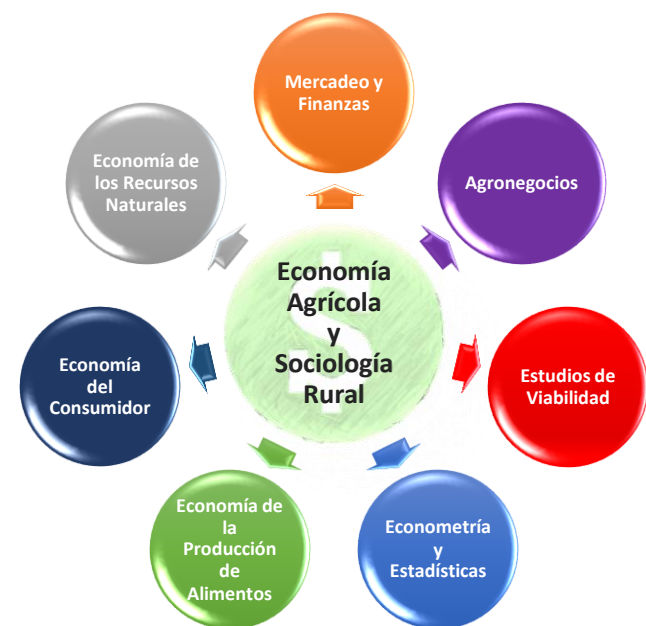 Mercadeo y
Finanzas
Economía de
los Recursos
Naturales
Agronegocios
Economía
Agrícola
y
Sociología
Rural
Economía
del
Consumidor
Estudios de
Viabilidad
Economía de
la
Producción
de
Alimentos
Econometría
y
Estadísticas